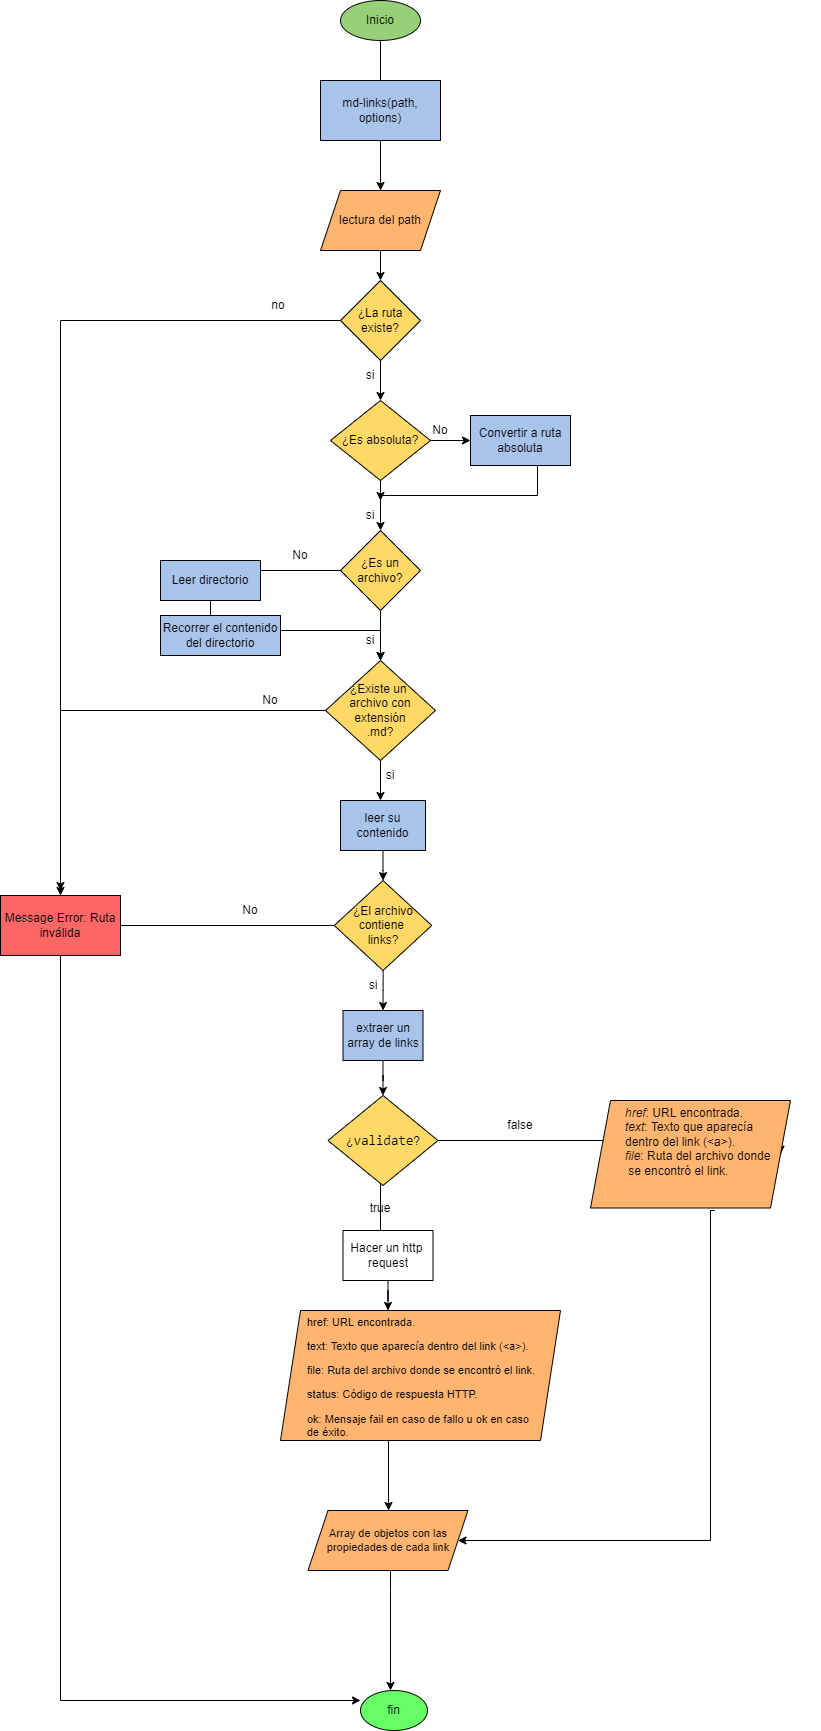 Inicio
md-links(path,
options)
lectura del path
no
¿La ruta
existe?
si
¿Es absoluta?
No
Convertir a ruta
absoluta
si
No
¿Es un
archivo?
Leer directorio
Recorrer el contenido
del directorio
si
No
¿Existe un
archivo con
extensión
.md?
si
leer su
contenido
Message Error: Ruta
inválida
No
¿El archivo
contiene
links?
si
extraer un
array de links
¿validate?
false
href: URL encontrada.
text: Texto que aparecía
dentro del link (<a>).
file: Ruta del archivo donde
se encontró el link.
true
Hacer un http
request
href: URL encontrada.
text: Texto que aparecía dentro del link (<a>).
file: Ruta del archivo donde se encontró el link.
status: Código de respuesta HTTP.
ok: Mensaje fail en caso de fallo u ok en caso
de éxito.
Array de objetos con las
propiedades de cada link
fin